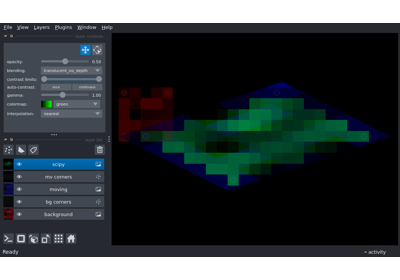 File View Layers Plugins Window Help
opacity: 0.50
blending: translucent_no_depth
contrast limits:
auto-contrast: once continuous
gamma: 1.00
colormap: green
interpolation: nearest
scipy
mv corners
moving
bg corners
background
Ready
activity